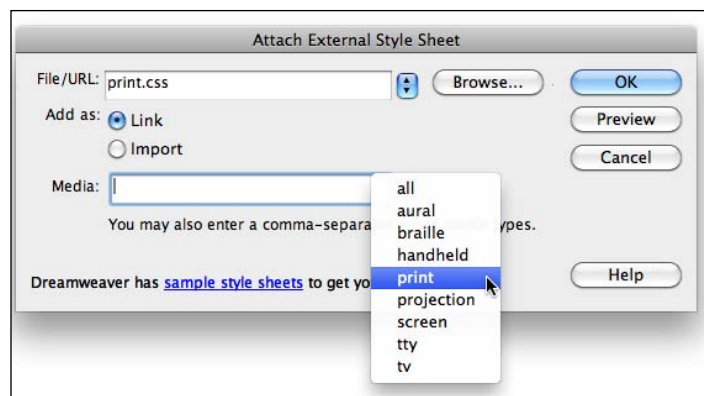 Attach External Style Sheet
File/URL: print.css Browse... OK
Add as: Link Preview
Import Cancel
Media:
all
aural
You may also enter a comma-separa ypes.
braille
handheld
Dreamweaver has sample style sheets to get yo print Help
projection
screen
tty
tv